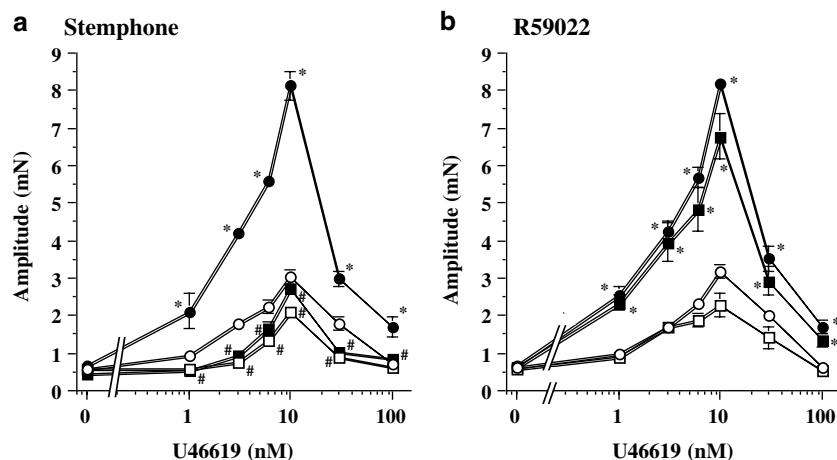 a Stemphone
9
8
7
6
5
4
3
2
1
0
Amplitude (mN)
* * * * * *
# # # # # # # # # #
0 1 10 100
U46619 (nM)
b R59022
9
8
7
6
5
4
3
2
1
0
Amplitude (mN)
* * * * * *
* * * * * *
0 1 10 100
U46619 (nM)